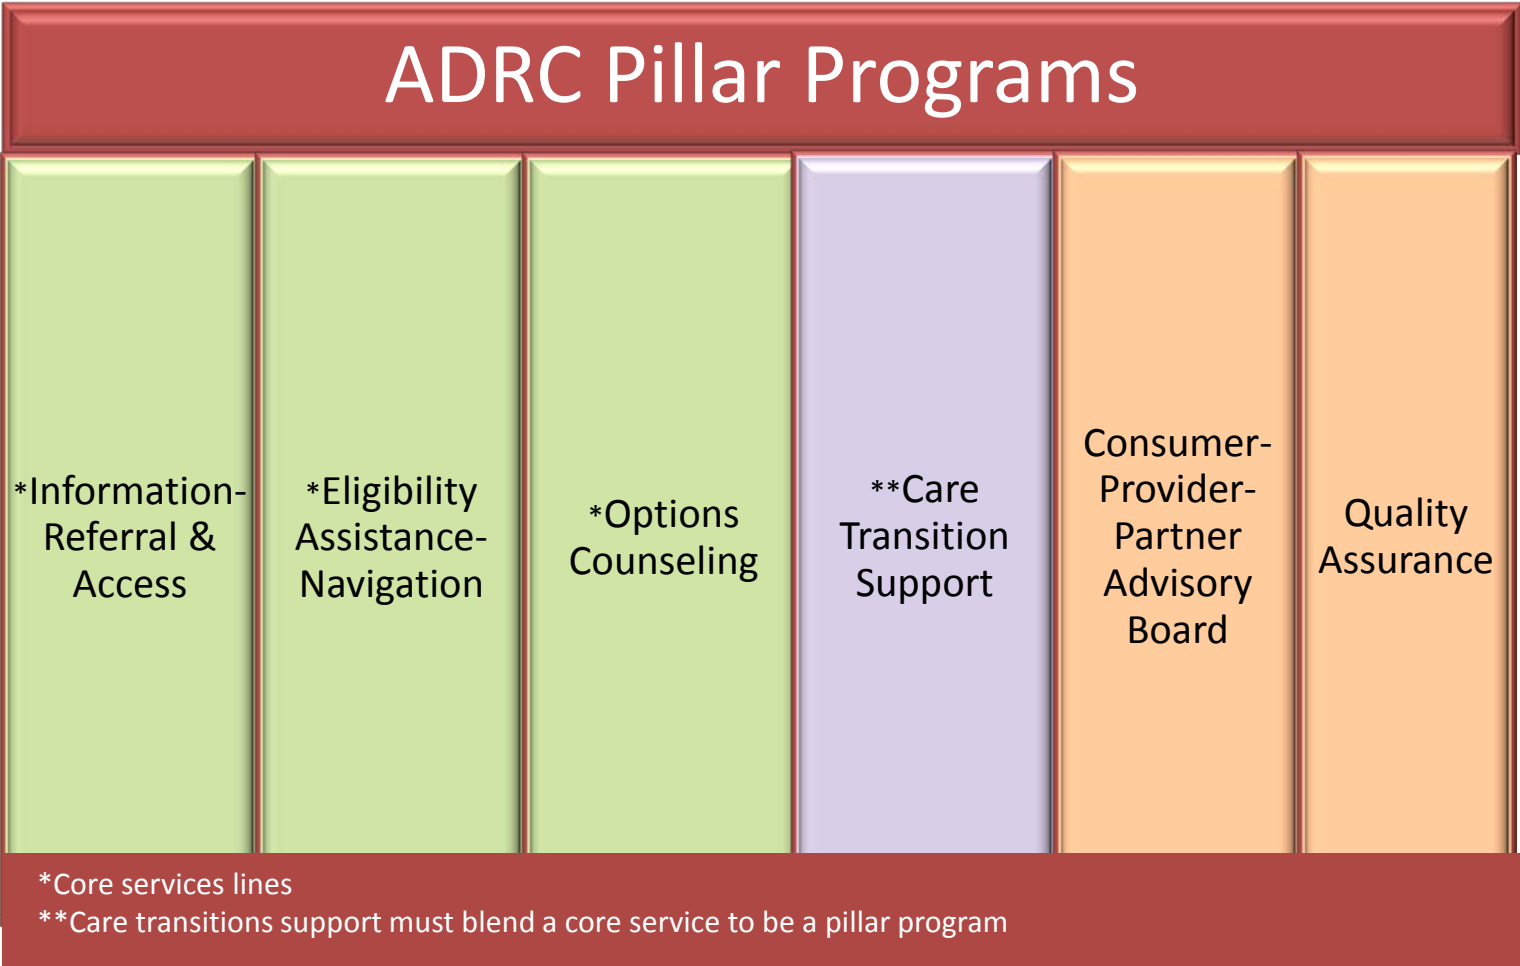 ADRC Pillar Programs
*Information-
Referral &
Access
*Eligibility
Assistance-
Navigation
*Options
Counseling
**Care
Transition
Support
Consumer-
Provider-
Partner
Advisory
Board
Quality
Assurance
*Core services lines
**Care transitions support must blend a core service to be a pillar program